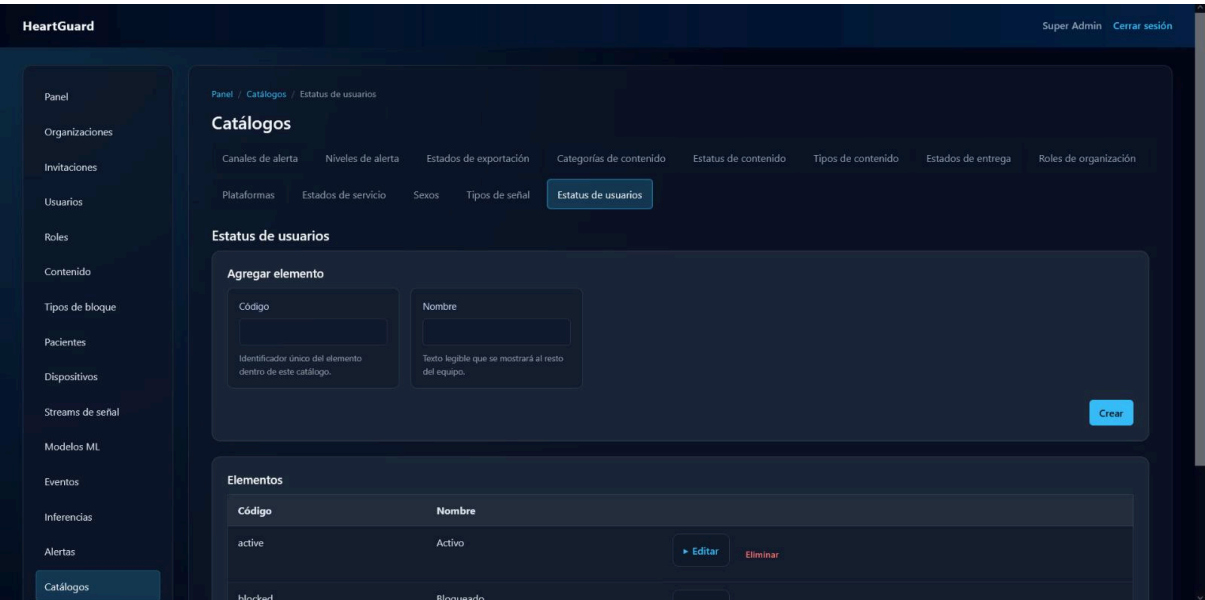 HeartGuard
Super Admin Cerrar sesión
Panel
Organizaciones
Invitaciones
Usuarios
Roles
Contenido
Tipos de bloque
Pacientes
Dispositivos
Streams de señal
Modelos ML
Eventos
Inferencias
Alertas
Catálogos
Panel / Catálogos / Estatus de usuarios
Catálogos
Canales de alerta Niveles de alerta Estados de exportación Categorías de contenido Estatus de contenido Tipos de contenido Estados de entrega Roles de organización
Plataformas Estados de servicio Sexos Tipos de señal Estatus de usuarios
Estatus de usuarios
Agregar elemento
Código Nombre
Identificador único del elemento Texto legible que se mostrará al resto
dentro de este catálogo. del equipo.
Crear
Elementos
Código Nombre
active Activo ▸ Editar Eliminar
blocked Bloqueado